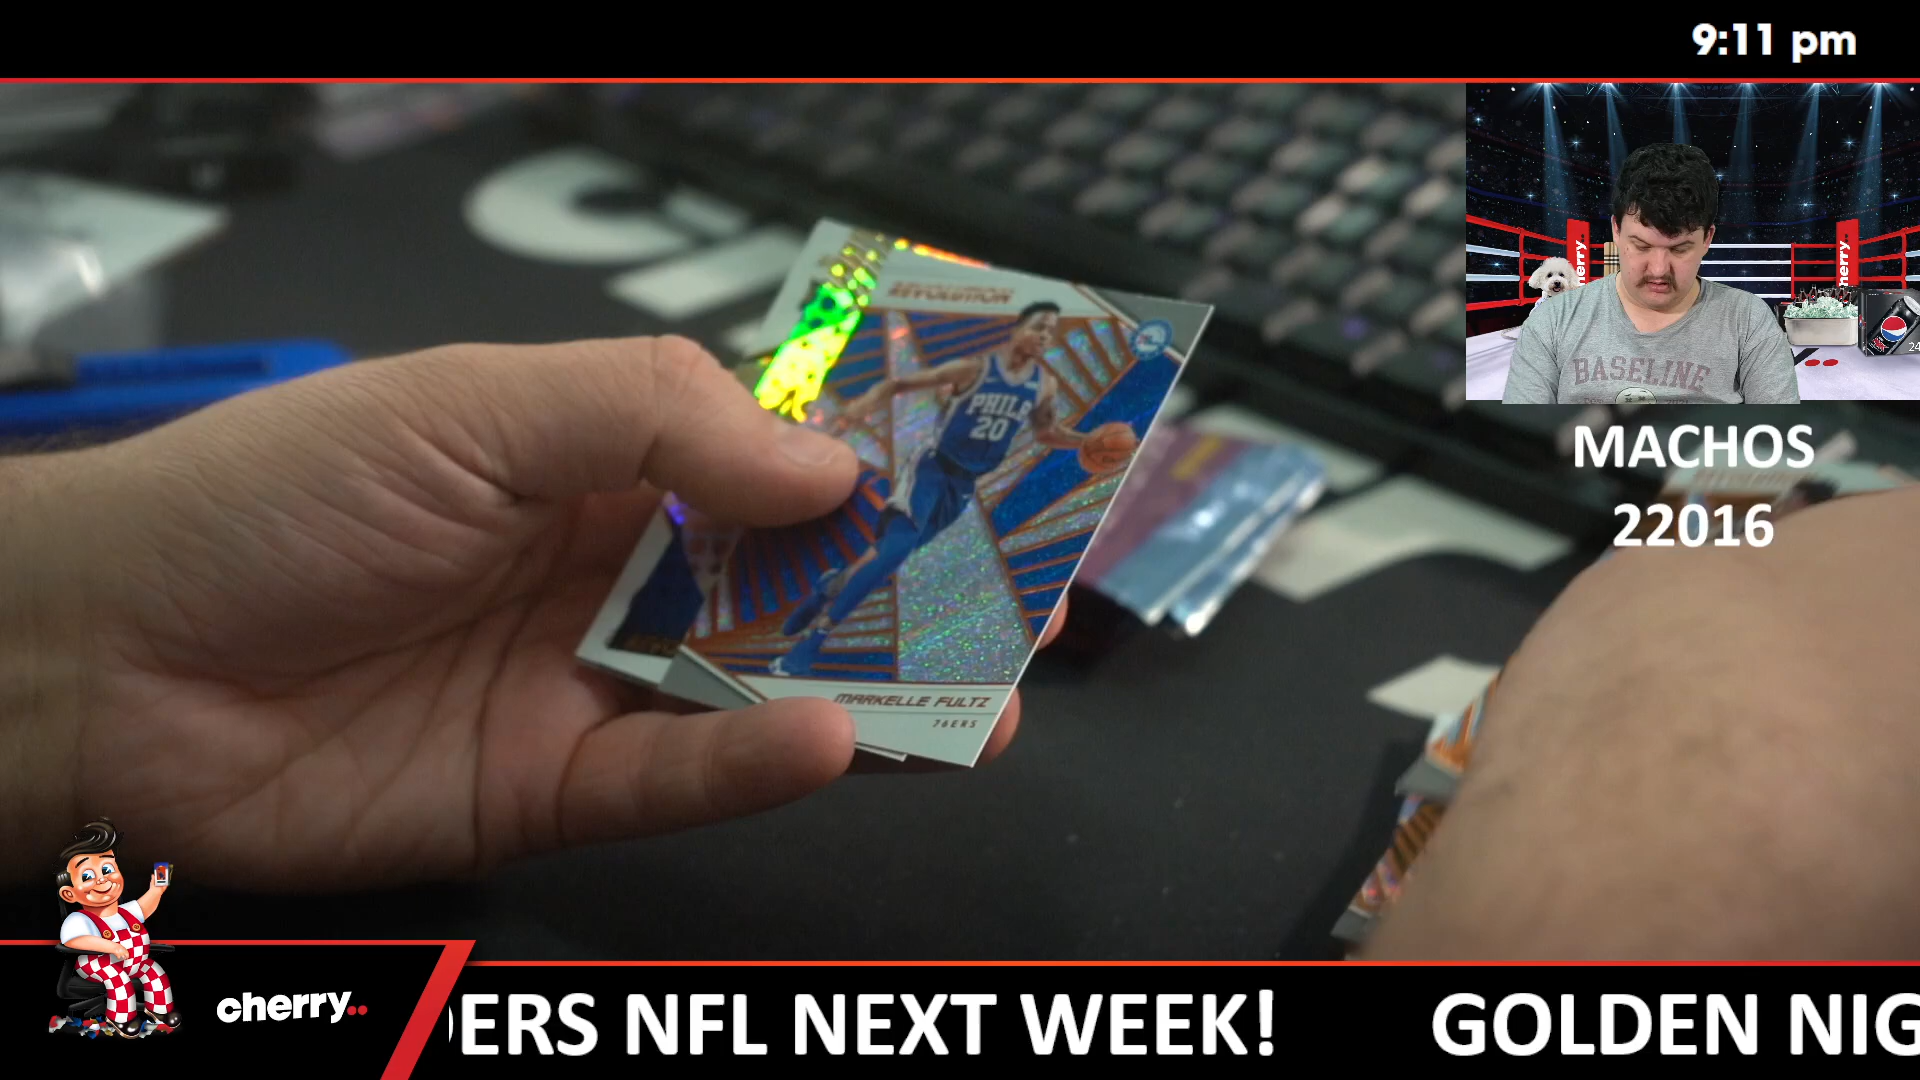 9:11 pm
REVOLUTION
PHILA
20
MARKELLE FULTZ
76ERS
BASELINE
24
MACHOS
22016
cherry..
ERS NFL NEXT WEEK!
GOLDEN NIG